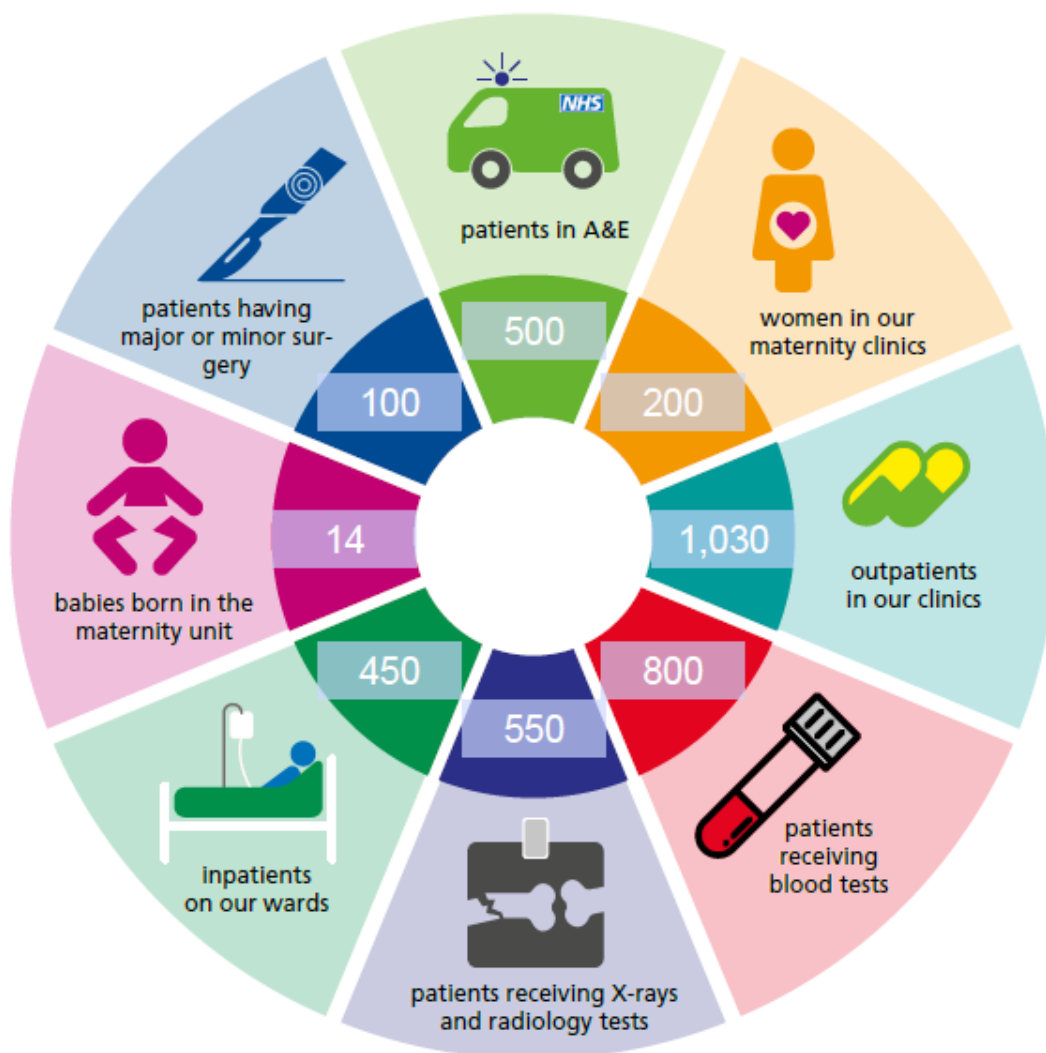 NHS
patients in A&E
500
women in our
maternity clinics
200
outpatients
in our clinics
1,030
patients
receiving
blood tests
800
patients receiving X-rays
and radiology tests
550
inpatients
on our wards
450
babies born in the
maternity unit
14
patients having
major or minor sur-
gery
100